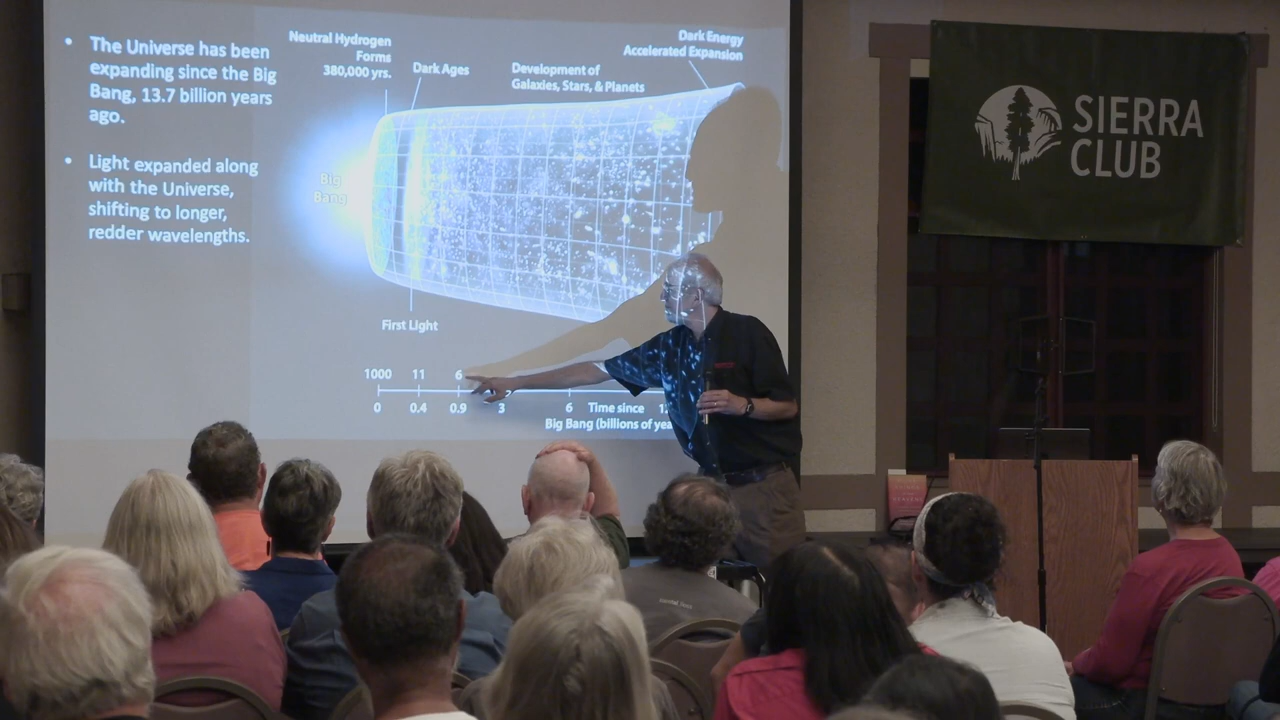 • The Universe has been
expanding since the Big
Bang, 13.7 billion years
ago.
• Light expanded along
with the Universe,
shifting to longer,
redder wavelengths.
Neutral Hydrogen
Forms
380,000 yrs.
Dark Ages
Development of
Galaxies, Stars, & Planets
Dark Energy
Accelerated Expansion
Big
Bang
First Light
1000 11 6
0 0.4 0.9 3 6 Time since
Big Bang (billions of yea
SIERRA
CLUB